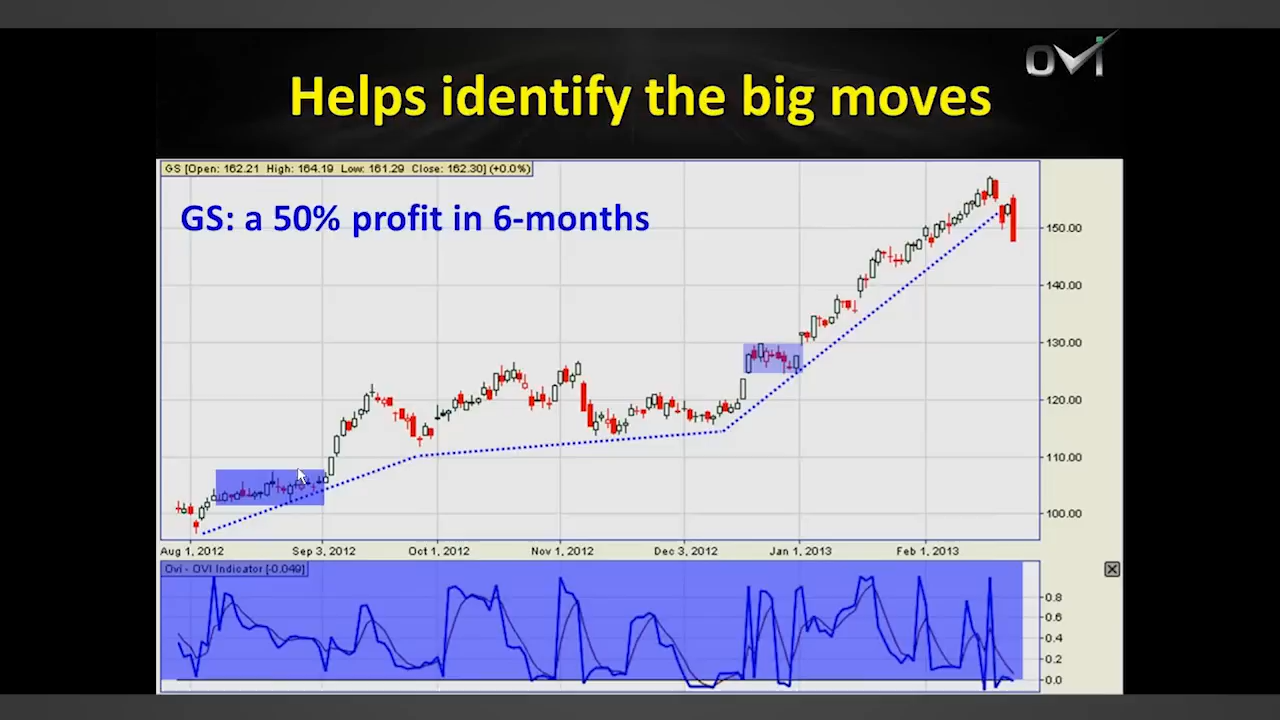 OVI
Helps identify the big moves
GS [Open: 162.21 High: 164.19 Low: 161.29 Close: 162.30] (+0.0%)
GS: a 50% profit in 6-months
150.00
140.00
130.00
120.00
110.00
100.00
Aug 1, 2012 Sep 3, 2012 Oct 1, 2012 Nov 1, 2012 Dec 3, 2012 Jan 1, 2013 Feb 1, 2013
Ovi - OVI Indicator [-0.049]
0.8
0.6
0.4
0.2
0.0